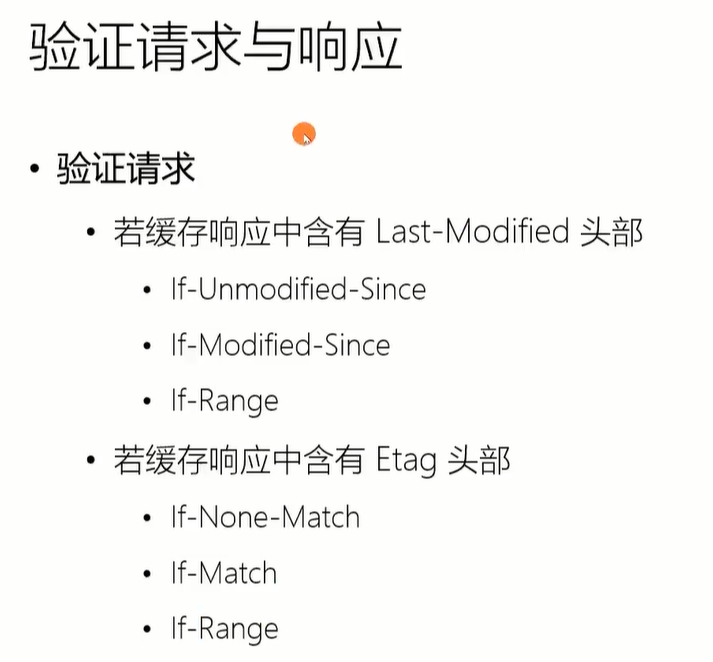 验证请求与响应
• 验证请求
• 若缓存响应中含有 Last-Modified 头部
• If-Unmodified-Since
• If-Modified-Since
• If-Range
• 若缓存响应中含有 Etag 头部
• If-None-Match
• If-Match
• If-Range